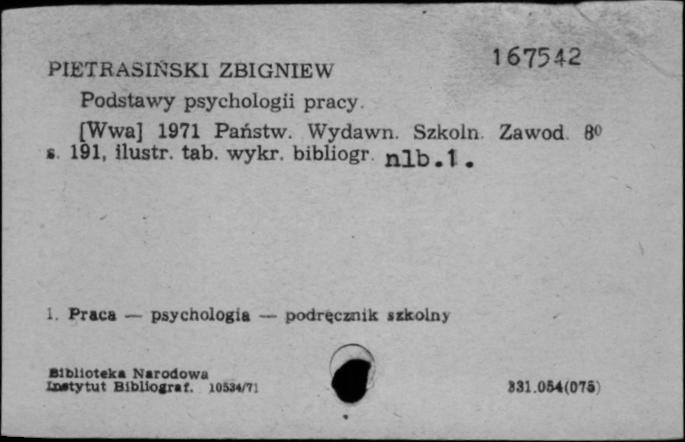 167542
PIETRASIŃSKI ZBIGNIEW
Podstawy psychologii pracy.
[Wwa] 1971 Państw. Wydawn. Szkoln. Zawod. 8⁰
s. 191, ilustr. tab. wykr. bibliogr. nlb.1.
1. Praca — psychologia — podręcznik szkolny
Biblioteka Narodowa
Instytut Bibliograf. 10534/71
331.054(075)